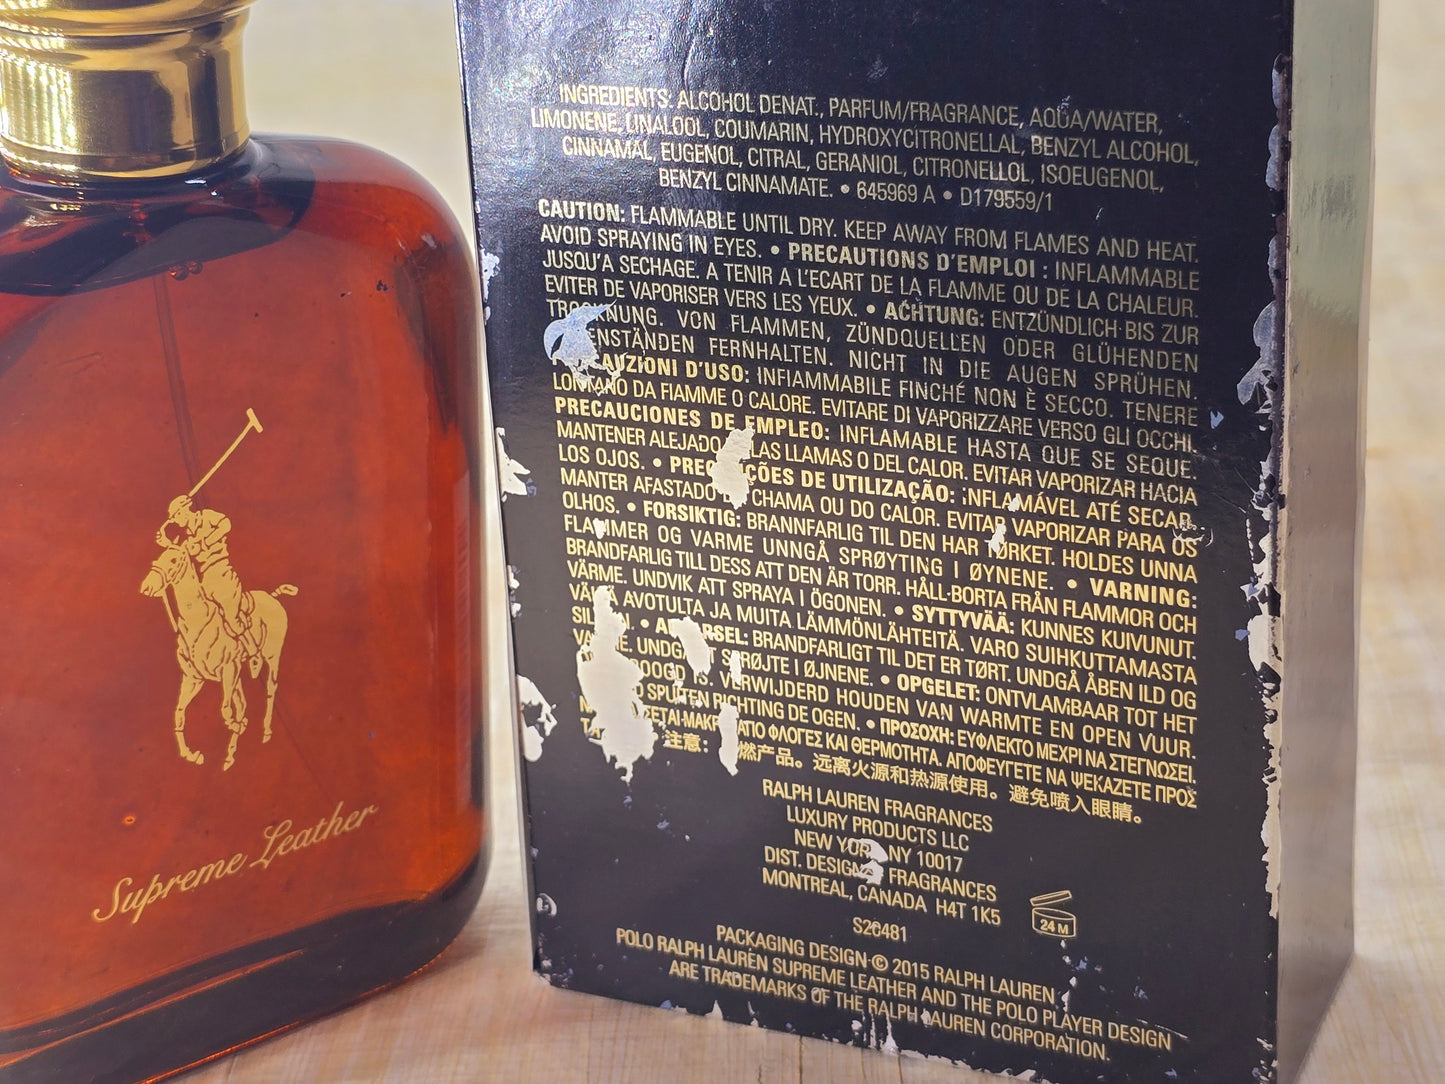 Supreme Leather
INGREDIENTS: ALCOHOL DENAT., PARFUM/FRAGRANCE, AQUA/WATER,
LIMONENE, LINALOOL, COUMARIN, HYDROXYCITRONELLAL, BENZYL ALCOHOL,
CINNAMAL, EUGENOL, CITRAL, GERANIOL, CITRONELLOL, ISOEUGENOL,
BENZYL CINNAMATE. • 645969 A • D179559/1
CAUTION: FLAMMABLE UNTIL DRY. KEEP AWAY FROM FLAMES AND HEAT.
AVOID SPRAYING IN EYES. • PRECAUTIONS D'EMPLOI : INFLAMMABLE
JUSQU'A SECHAGE. A TENIR A L'ECART DE LA FLAMME OU DE LA CHALEUR.
EVITER DE VAPORISER VERS LES YEUX. • ACHTUNG: ENTZÜNDLICH BIS ZUR
VON FLAMMEN, ZÜNDQUELLEN ODER GLÜHENDEN
FERNHALTEN. NICHT IN DIE AUGEN SPRÜHEN.
D'USO: INFIAMMABILE FINCHÉ NON È SECCO. TENERE
LONTANO DA FIAMME O CALORE. EVITARE DI VAPORIZZARE VERSO GLI OCCHI.
PRECAUCIONES DE EMPLEO: INFLAMABLE HASTA QUE SE SEQUE.
MANTENER ALEJADO LAS LLAMAS O DEL CALOR. EVITAR VAPORIZAR HACIA
LOS OJOS. • DE UTILIZAÇÃO: INFLAMÁVEL ATÉ SECAR.
MANTER AFASTADO CHAMA OU DO CALOR. EVITAR VAPORIZAR PARA OS
OLHOS. • FORSIKTIG: BRANNFARLIG TIL DEN HAR TØRKET. HOLDES UNNA
FLAMMER OG VARME UNNGÅ SPRØYTING I ØYNENE. • VARNING:
BRANDFARLIG TILL DESS ATT DEN ÄR TORR. HÅLL BORTA FRÅN FLAMMOR OCH
VÄRME. UNDVIK ATT SPRAYA I ÖGONEN. • SYTTYVÄÄ: KUNNES KUIVUNUT.
VÄLTÄ AVOTULTA JA MUITA LÄMMÖNLÄHTEITÄ. VARO SUIHKUTTAMASTA
• BRANDFARLIGT TIL DET ER TØRT. UNDGÅ ÅBEN ILD OG
SPRØJTE I ØJNENE. • OPGELET: ONTVLAMBAAR TOT HET
VERWIJDERD HOUDEN VAN WARMTE EN OPEN VUUR.
SPUITEN RICHTING DE OGEN. • ΠΡΟΣΟΧΗ: ΕΥΦΛΕΚΤΟ ΜΕΧΡΙ ΝΑ ΣΤΕΓΝΩΣΕΙ.
ΦΛΟΓΕΣ ΚΑΙ ΘΕΡΜΟΤΗΤΑ. ΑΠΟΦΕΥΓΕΤΕ ΝΑ ΨΕΚΑΖΕΤΕ ΠΡΟΣ
注意： 燃产品。远离火源和热源使用。避免喷入眼睛。
RALPH LAUREN FRAGRANCES
LUXURY PRODUCTS LLC
NEW YORK, NY 10017
DIST. DESIGNER FRAGRANCES
MONTREAL, CANADA H4T 1K5
24 M
S20481
PACKAGING DESIGN © 2015 RALPH LAUREN
POLO RALPH LAUREN SUPREME LEATHER AND THE POLO PLAYER DESIGN
ARE TRADEMARKS OF THE RALPH LAUREN CORPORATION.